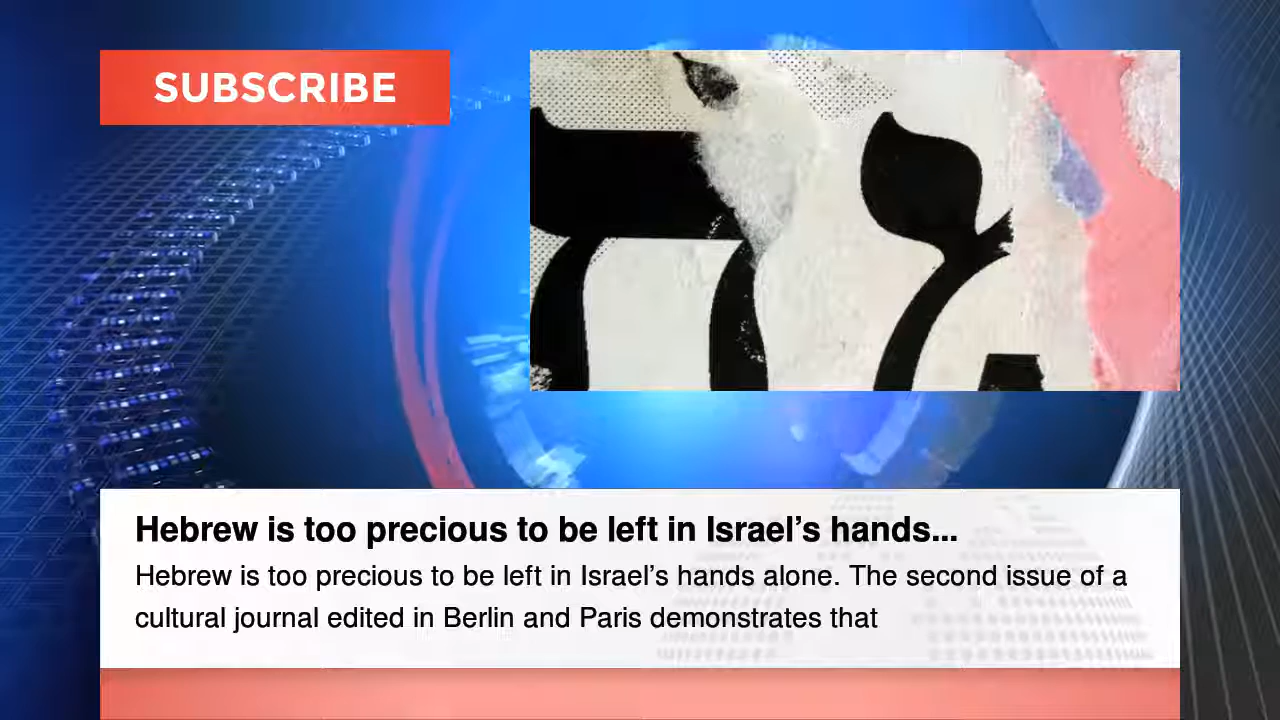 SUBSCRIBE
Hebrew is too precious to be left in Israel’s hands...
Hebrew is too precious to be left in Israel’s hands alone. The second issue of a
cultural journal edited in Berlin and Paris demonstrates that